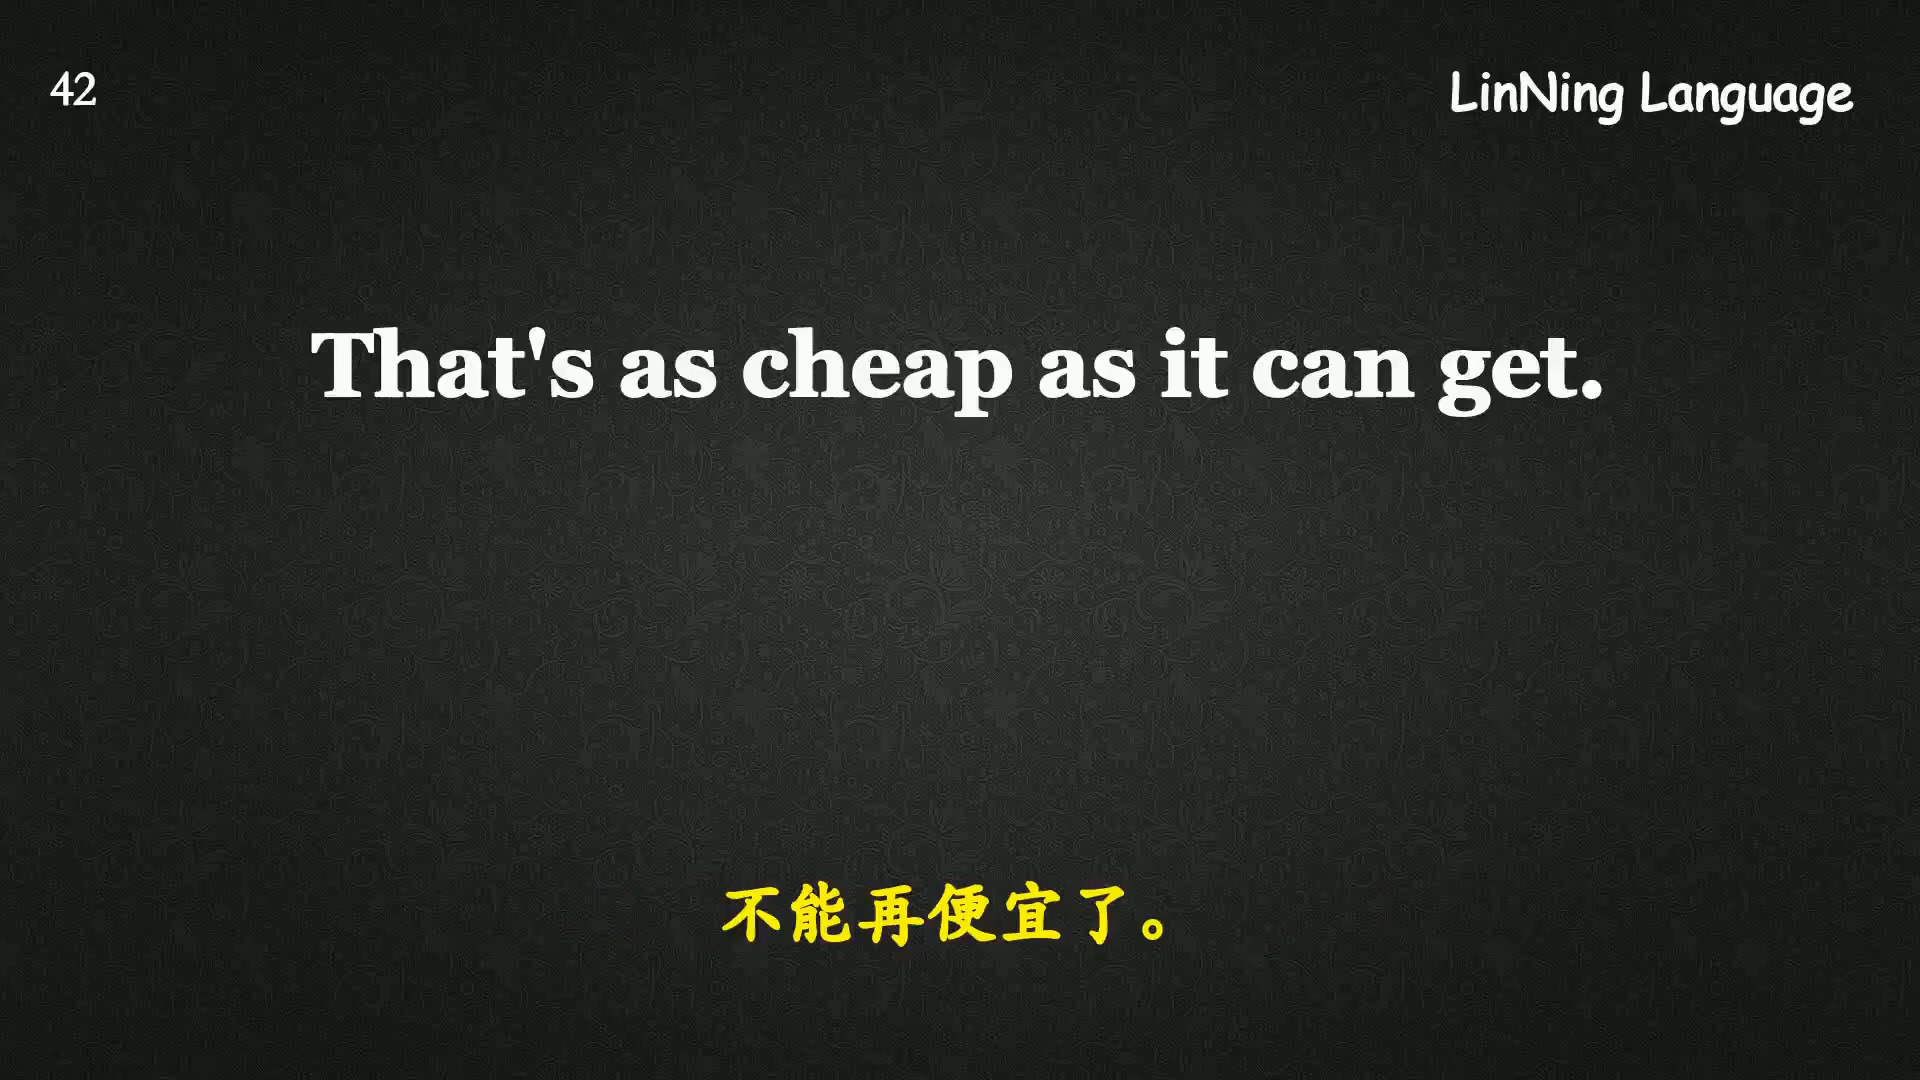 42
LinNing Language
That's as cheap as it can get.
不能再便宜了。